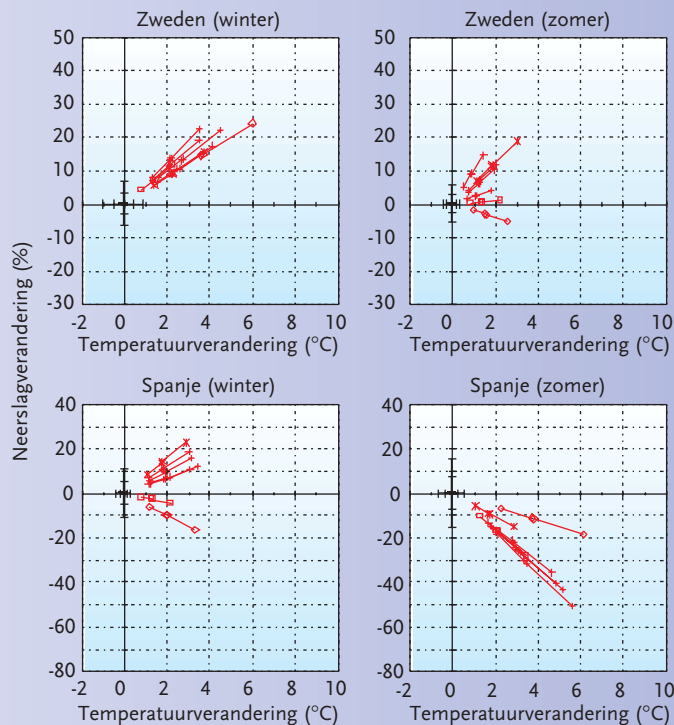 Zweden (winter)
Zweden (zomer)
50
40
30
20
10
0
-10
-20
-30
-2 0 2 4 6 8 10
Temperatuurverandering (°C)
50
40
30
20
10
0
-10
-20
-30
-2 0 2 4 6 8 10
Temperatuurverandering (°C)
Neerslagverandering (%)
Spanje (winter)
Spanje (zomer)
40
20
0
-20
-40
-60
-80
-2 0 2 4 6 8 10
Temperatuurverandering (°C)
40
20
0
-20
-40
-60
-80
-2 0 2 4 6 8 10
Temperatuurverandering (°C)